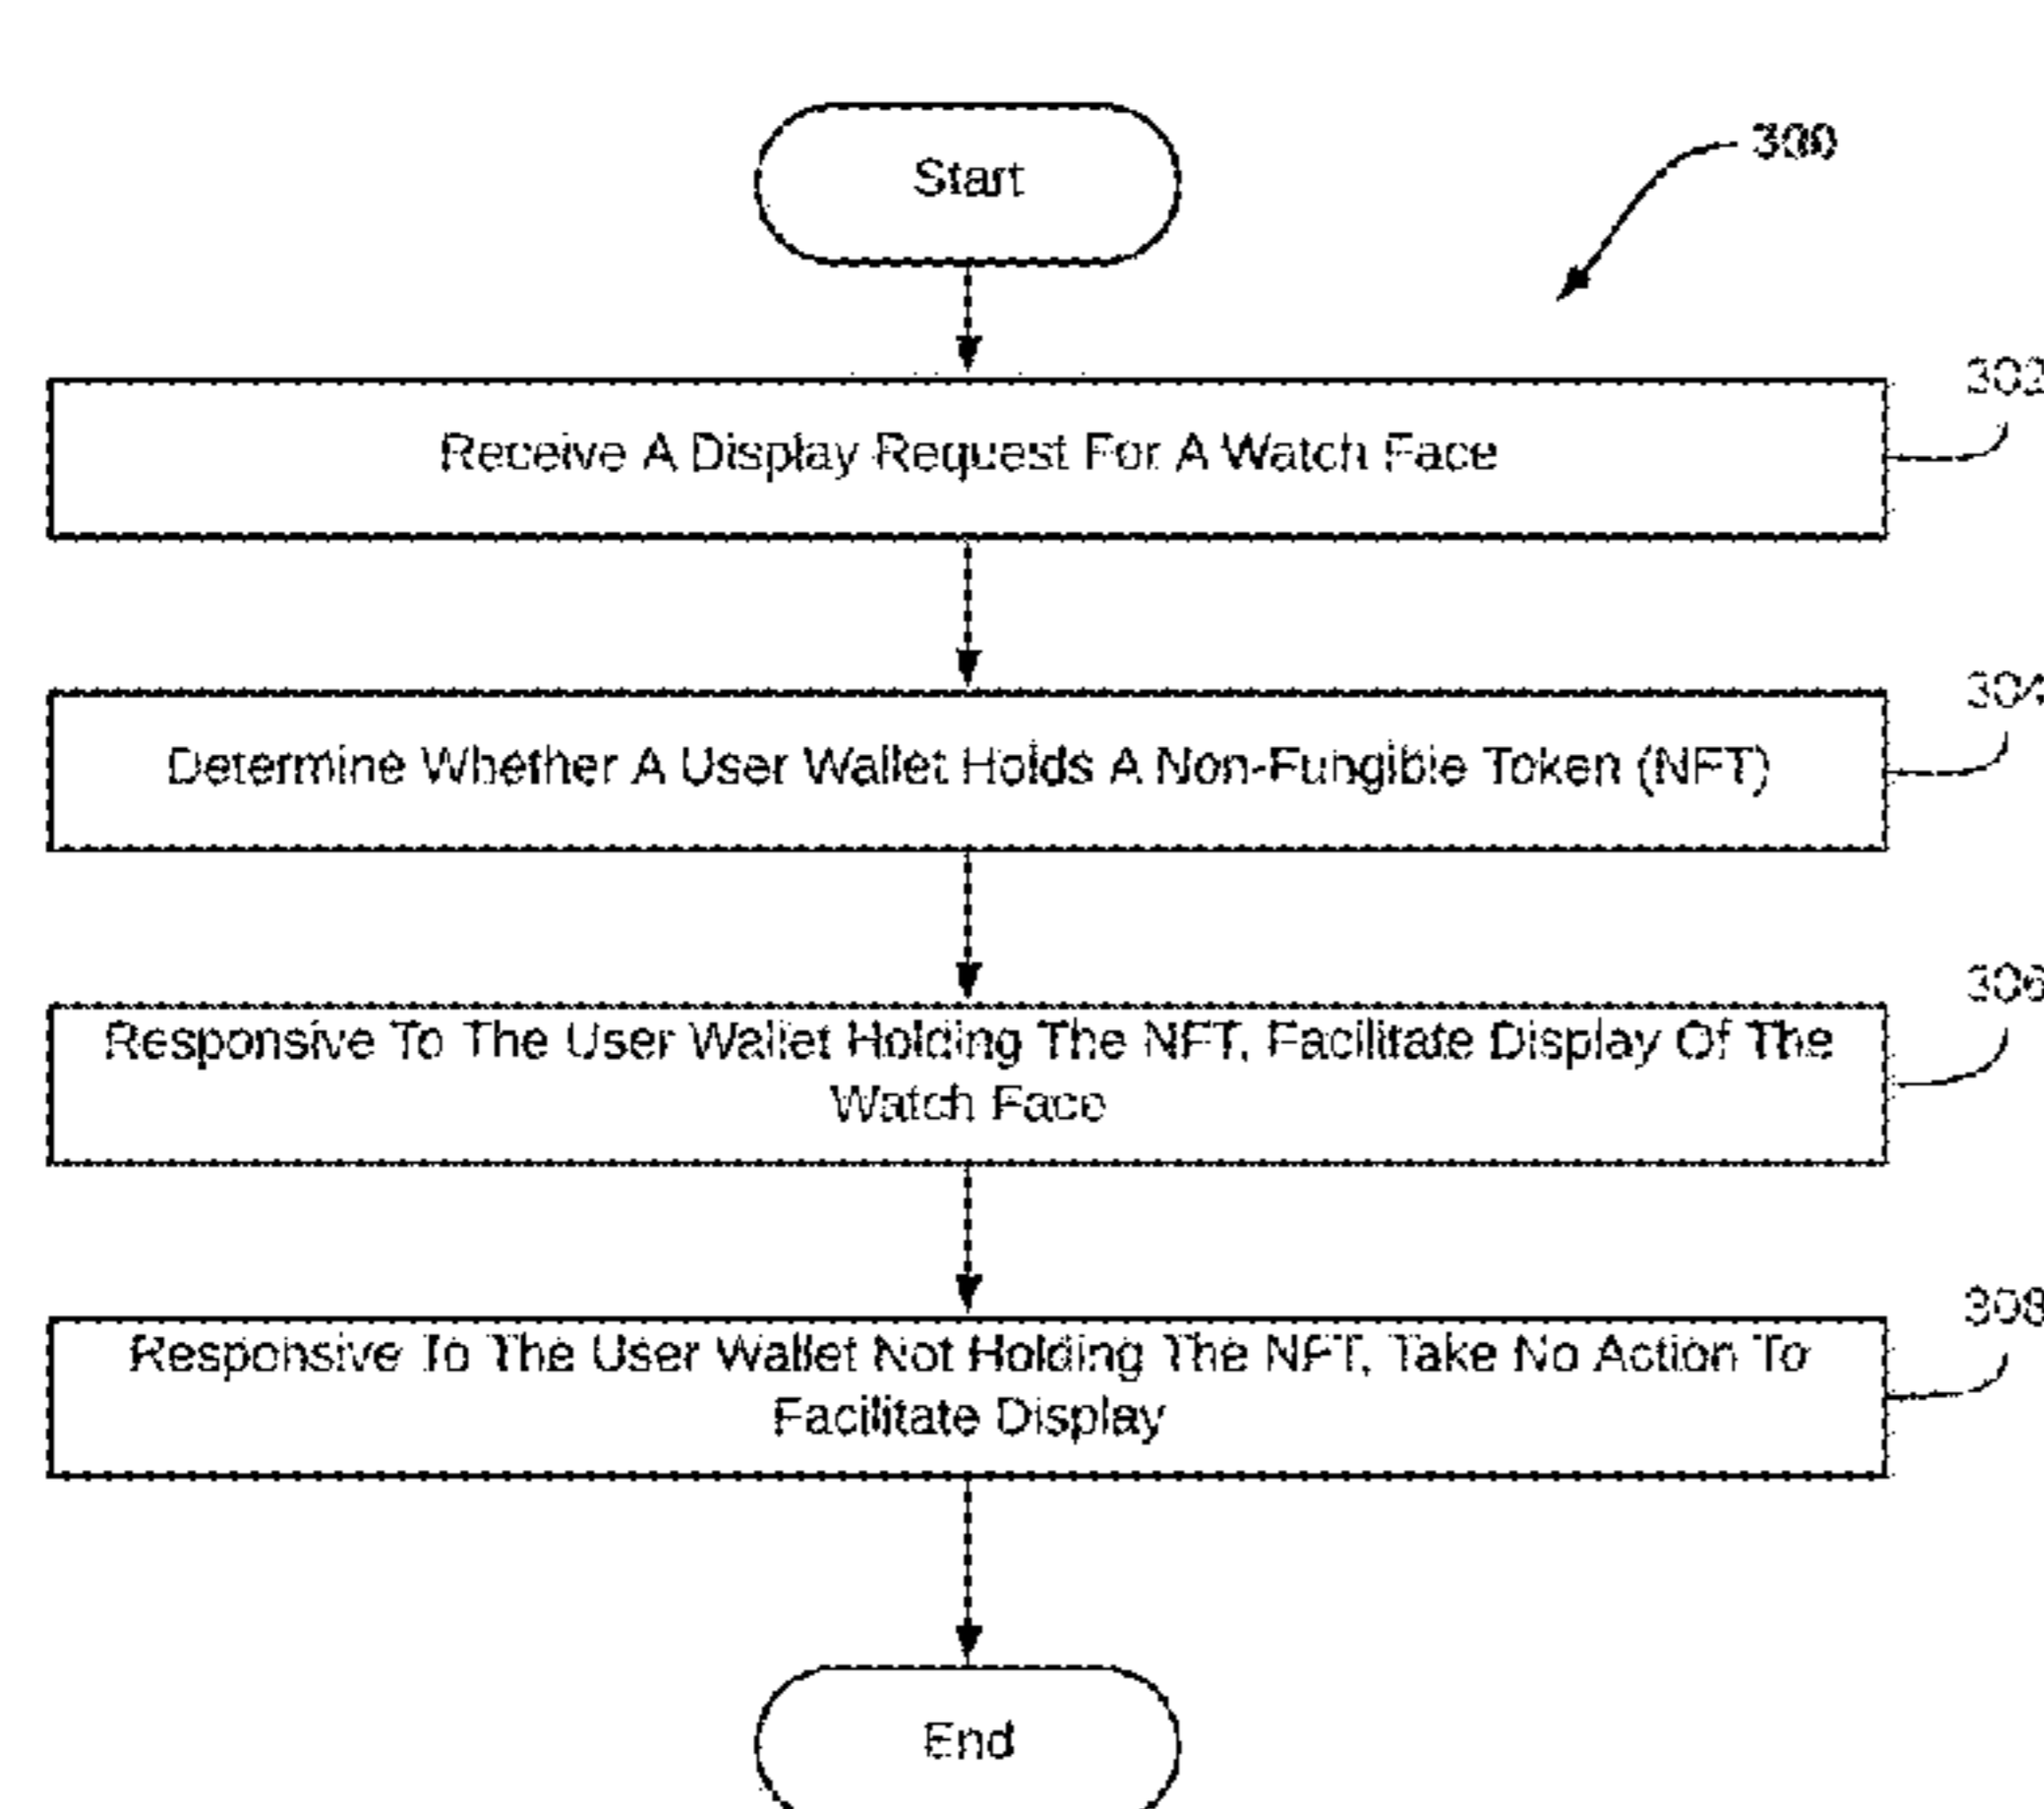 Start
300
302
Receive A Display Request For A Watch Face
304
Determine Whether A User Wallet Holds A Non-Fungible Token (NFT)
306
Responsive To The User Wallet Holding The NFT, Facilitate Display Of The
Watch Face
308
Responsive To The User Wallet Not Holding The NFT, Take No Action To
Facilitate Display
End